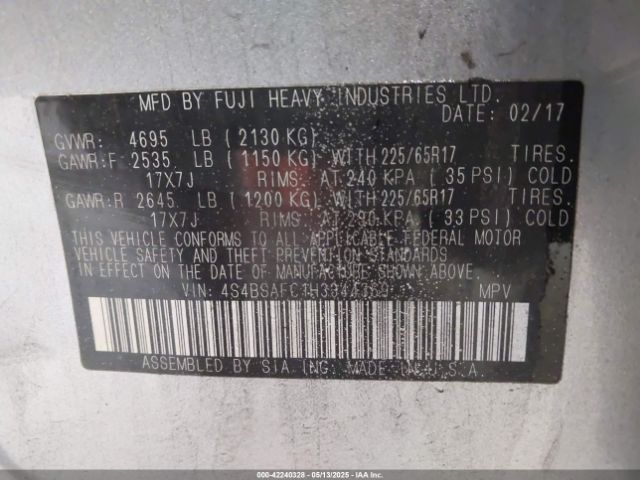 MFD BY FUJI HEAVY INDUSTRIES LTD.
DATE: 02/17
GVWR: 4695 LB (2130 KG)
GAWR:F 2535 LB (1150 KG) WITH 225/65R17 TIRES.
17X7J RIMS. AT 240 KPA (35 PSI) COLD
GAWR:R 2645 LB (1200 KG) WITH 225/65R17 TIRES.
17X7J RIMS AT KPA (33 PSI) COLD
THIS VEHICLE CONFORMS TO ALL APPLICABLE FEDERAL MOTOR
VEHICLE SAFETY AND THEFT PREVENTION STANDARDS
IN EFFECT ON THE DATE OF MANUFACTURE SHOWN ABOVE.
VIN: MPV
ASSEMBLED BY SIA, INC. MADE IN U.S.A.
000-42240328 05/13/2025 IAAI.COM